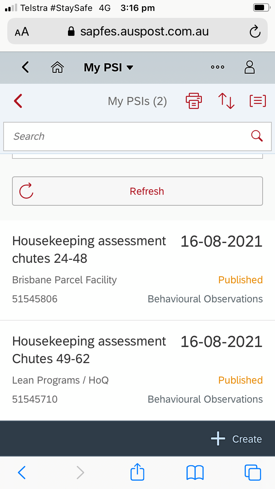 Telstra #StaySafe 4G 3:16 pm
AA sapfes.auspost.com.au
My PSI
My PSIs (2)
Search
Refresh
Housekeeping assessment 16-08-2021
chutes 24-48
Brisbane Parcel Facility Published
51545806 Behavioural Observations
Housekeeping assessment 16-08-2021
Chutes 49-62
Lean Programs / HoQ Published
51545710 Behavioural Observations
Create